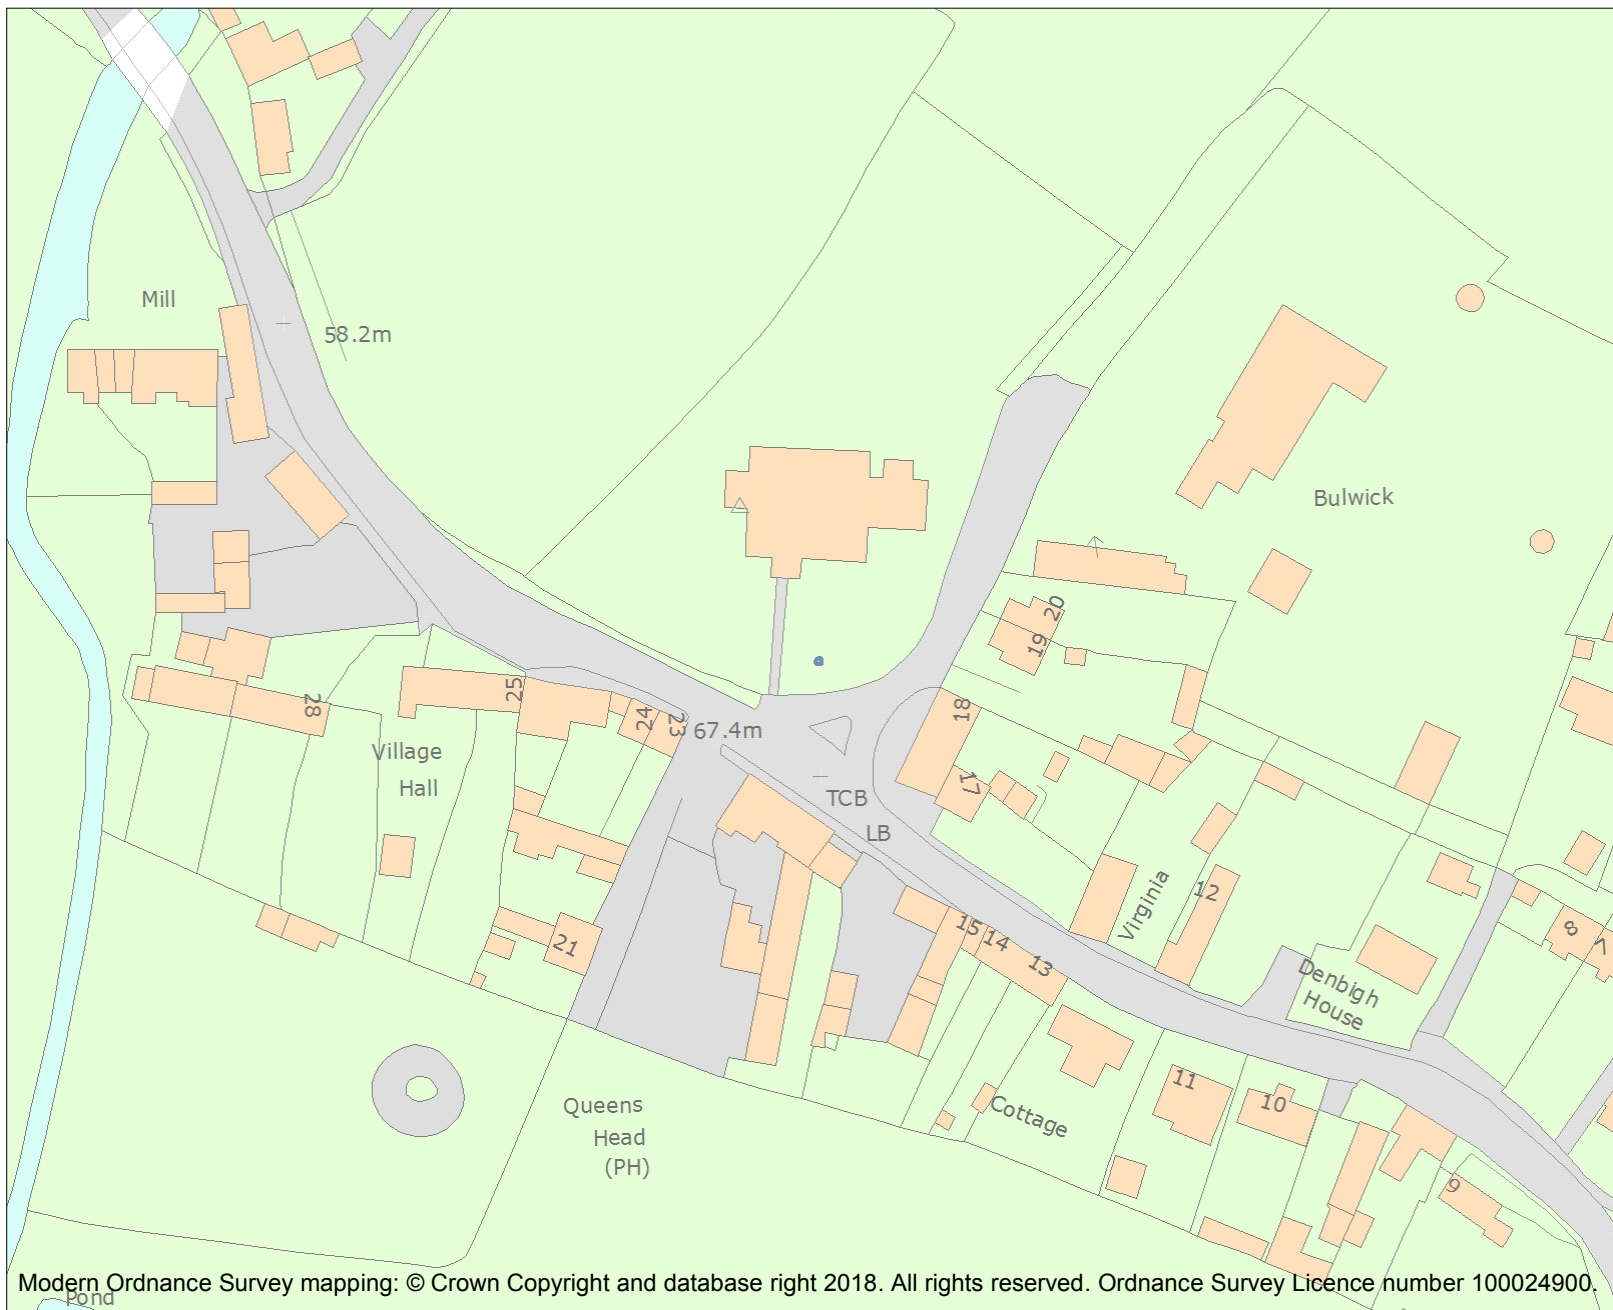 Mill
58.2m
Bulwick
20
19
28
25
24
23
67.4m
18
17
Village
Hall
TCB
LB
Virginia
12
15
14
13
8
7
21
Denbigh
House
11
10
Queens
Head
(PH)
Cottage
9
Modern Ordnance Survey mapping: © Crown Copyright and database right 2018. All rights reserved. Ordnance Survey Licence number 100024900.
Pond